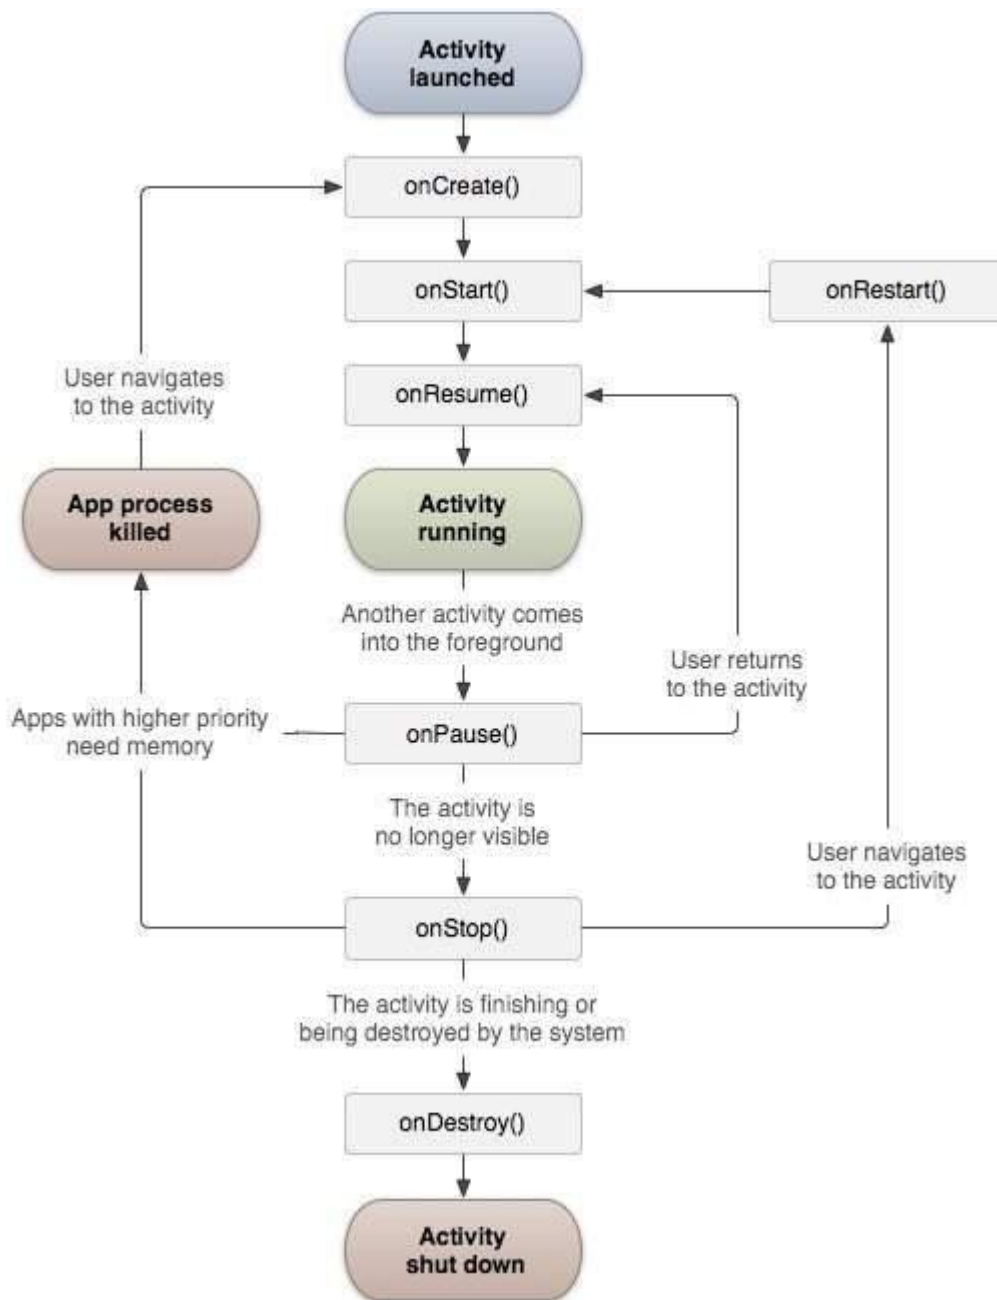 Activity
launched
onCreate()
onStart()
onRestart()
User navigates
to the activity
onResume()
App process
killed
Activity
running
Another activity comes
into the foreground
User returns
to the activity
Apps with higher priority
need memory
onPause()
The activity is
no longer visible
User navigates
to the activity
onStop()
The activity is finishing or
being destroyed by the system
onDestroy()
Activity
shut down